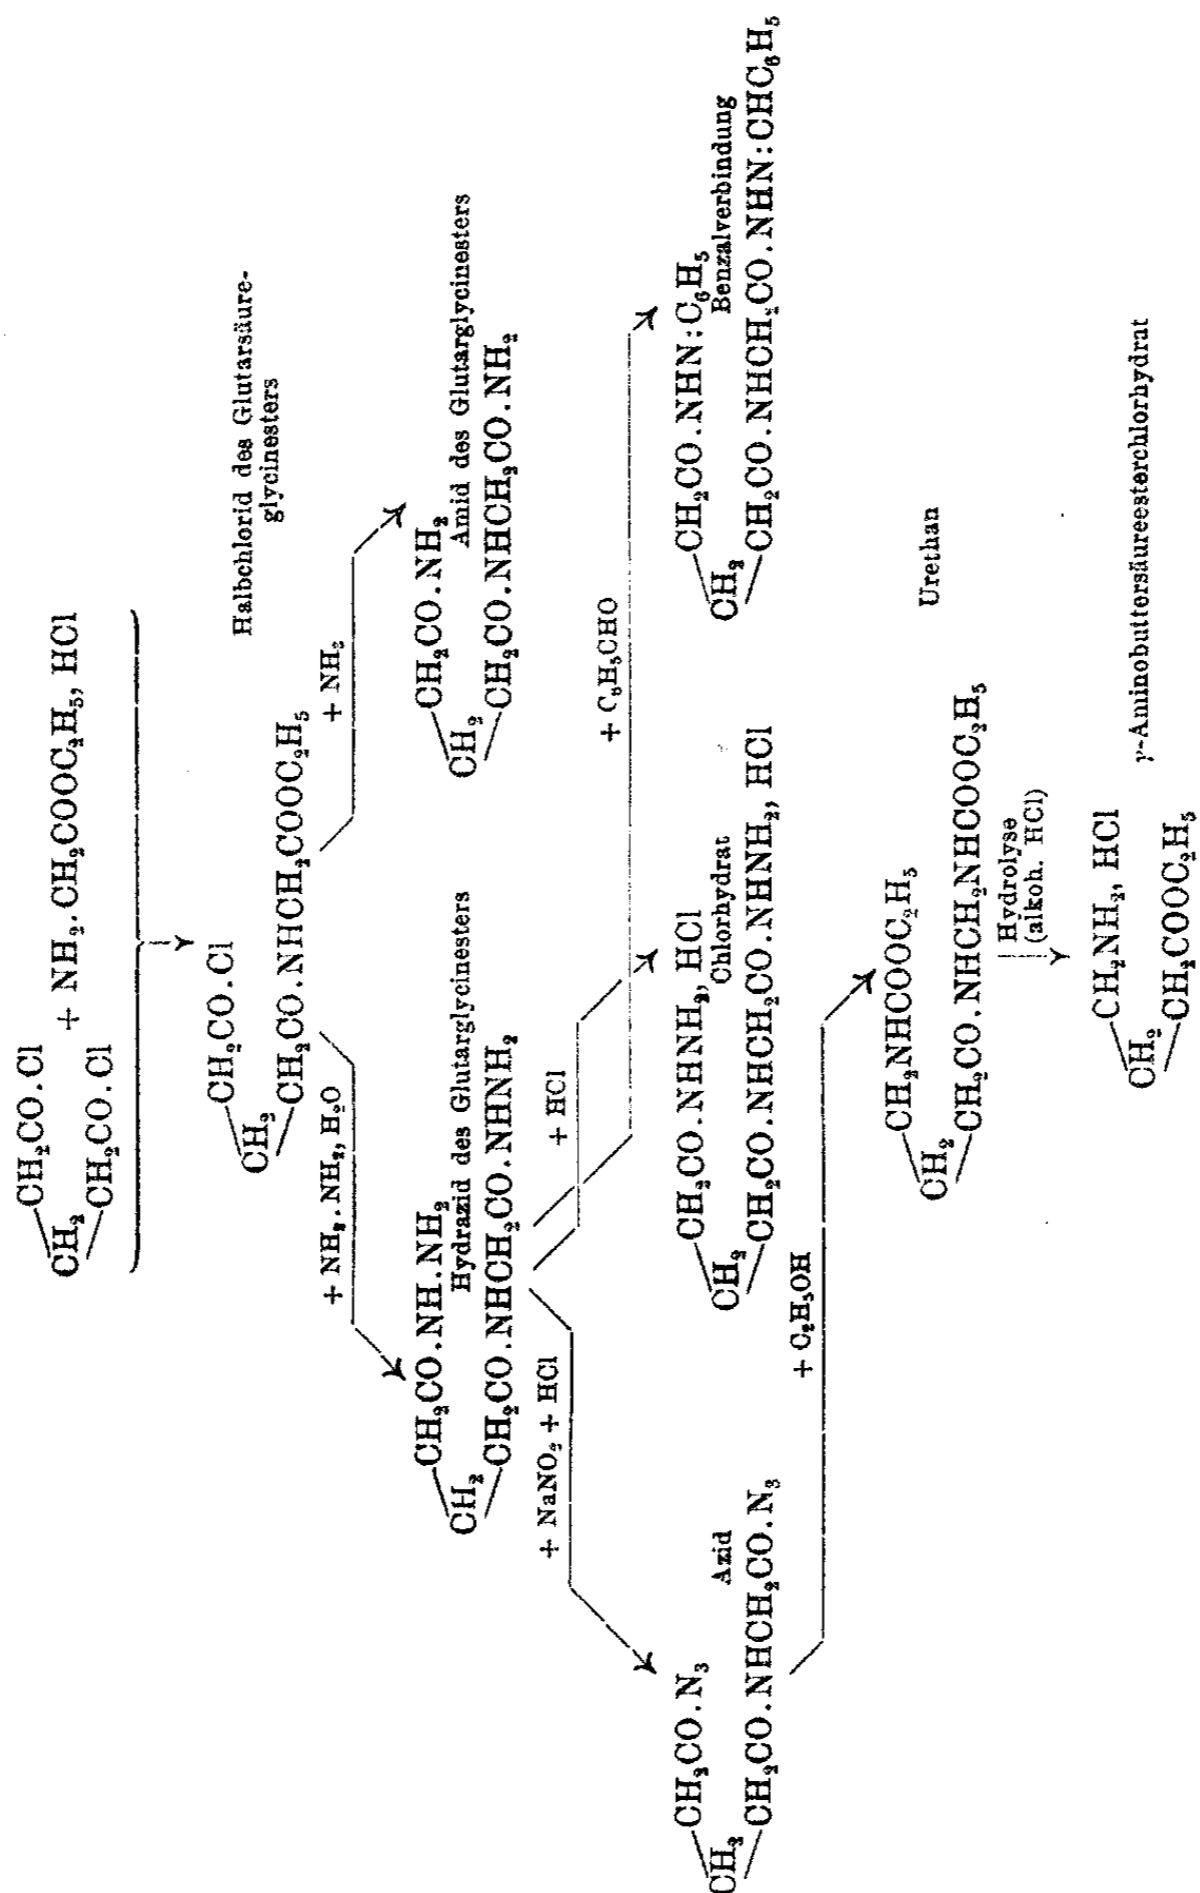 CH₂CO.Cl
CH₂ + NH₂.CH₂COOC₂H₅, HCl
CH₂CO.Cl
CH₂CO.Cl
CH₂
CH₂CO.NHCH₂COOC₂H₅
Halbchlorid des Glutarsäure-
glycinesters
+ NH₂.NH₂, H₂O
+ NH₂
CH₂CO.NH.NH₂
CH₂ Hydrazid des Glutarglycinesters
CH₂CO.NHCH₂CO.NHNH₂
CH₂CO.NH₂
CH₂ Amid des Glutarglycinesters
CH₂CO.NHCH₂CO.NH₂
+ NaNO₂ + HCl
+ HCl
+ C₆H₅CHO
CH₂CO.N₃
CH₂ Azid
CH₂CO.NHCH₂CO.N₃
CH₂CO.NHNH₂, HCl
CH₂ Chlorhydrat
CH₂CO.NHCH₂CO.NHNH₂, HCl
CH₂CO.NHN:C₆H₅
CH₂ Benzalverbindung
CH₂CO.NHCH₂CO.NHN:CHC₆H₅
+ C₂H₅OH
CH₂NHCOOC₂H₅
CH₂ Urethan
CH₂CO.NHCH₂NHCOOC₂H₅
Hydrolyse
(alkoh. HCl)
CH₂NH₂, HCl
CH₂ γ-Aminobuttersäureesterchlorhydrat
CH₂COOC₂H₅